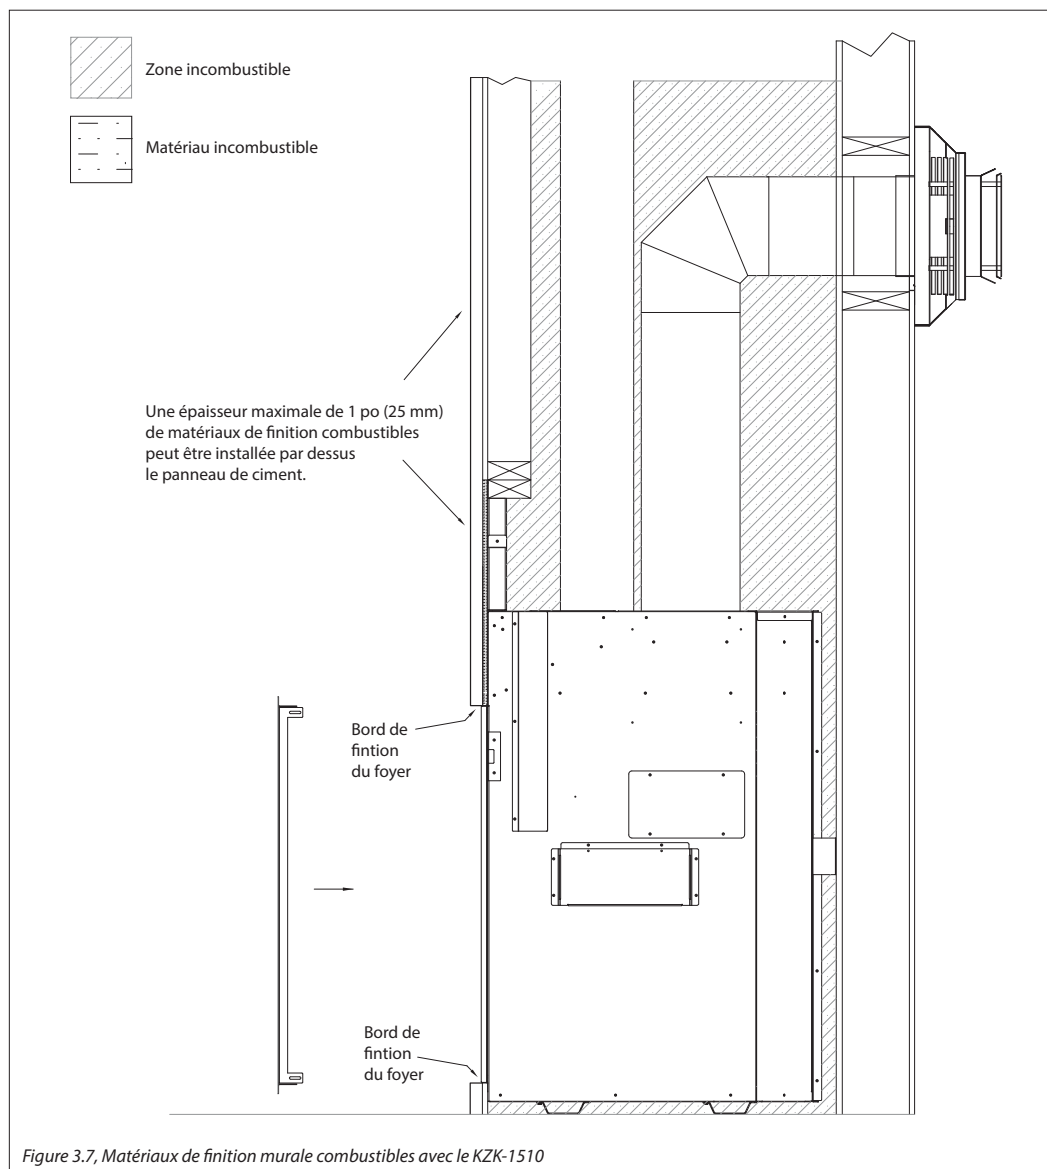 Zone incombustible
Matériau incombustible
Une épaisseur maximale de 1 po (25 mm)
de matériaux de finition combustibles
peut être installée par dessus
le panneau de ciment.
Bord de
fintion
du foyer
Bord de
fintion
du foyer
Figure 3.7, Matériaux de finition murale combustibles avec le KZK-1510